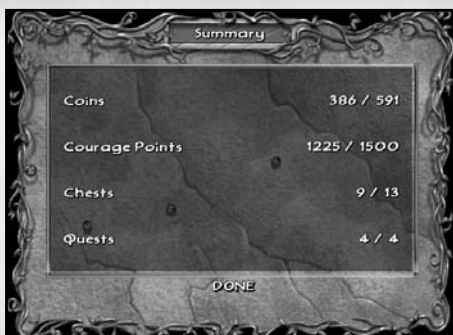 Summary
Coins 386 / 591
Courage Points 1225 / 1500
Chests 9 / 13
Quests 4 / 4
DONE